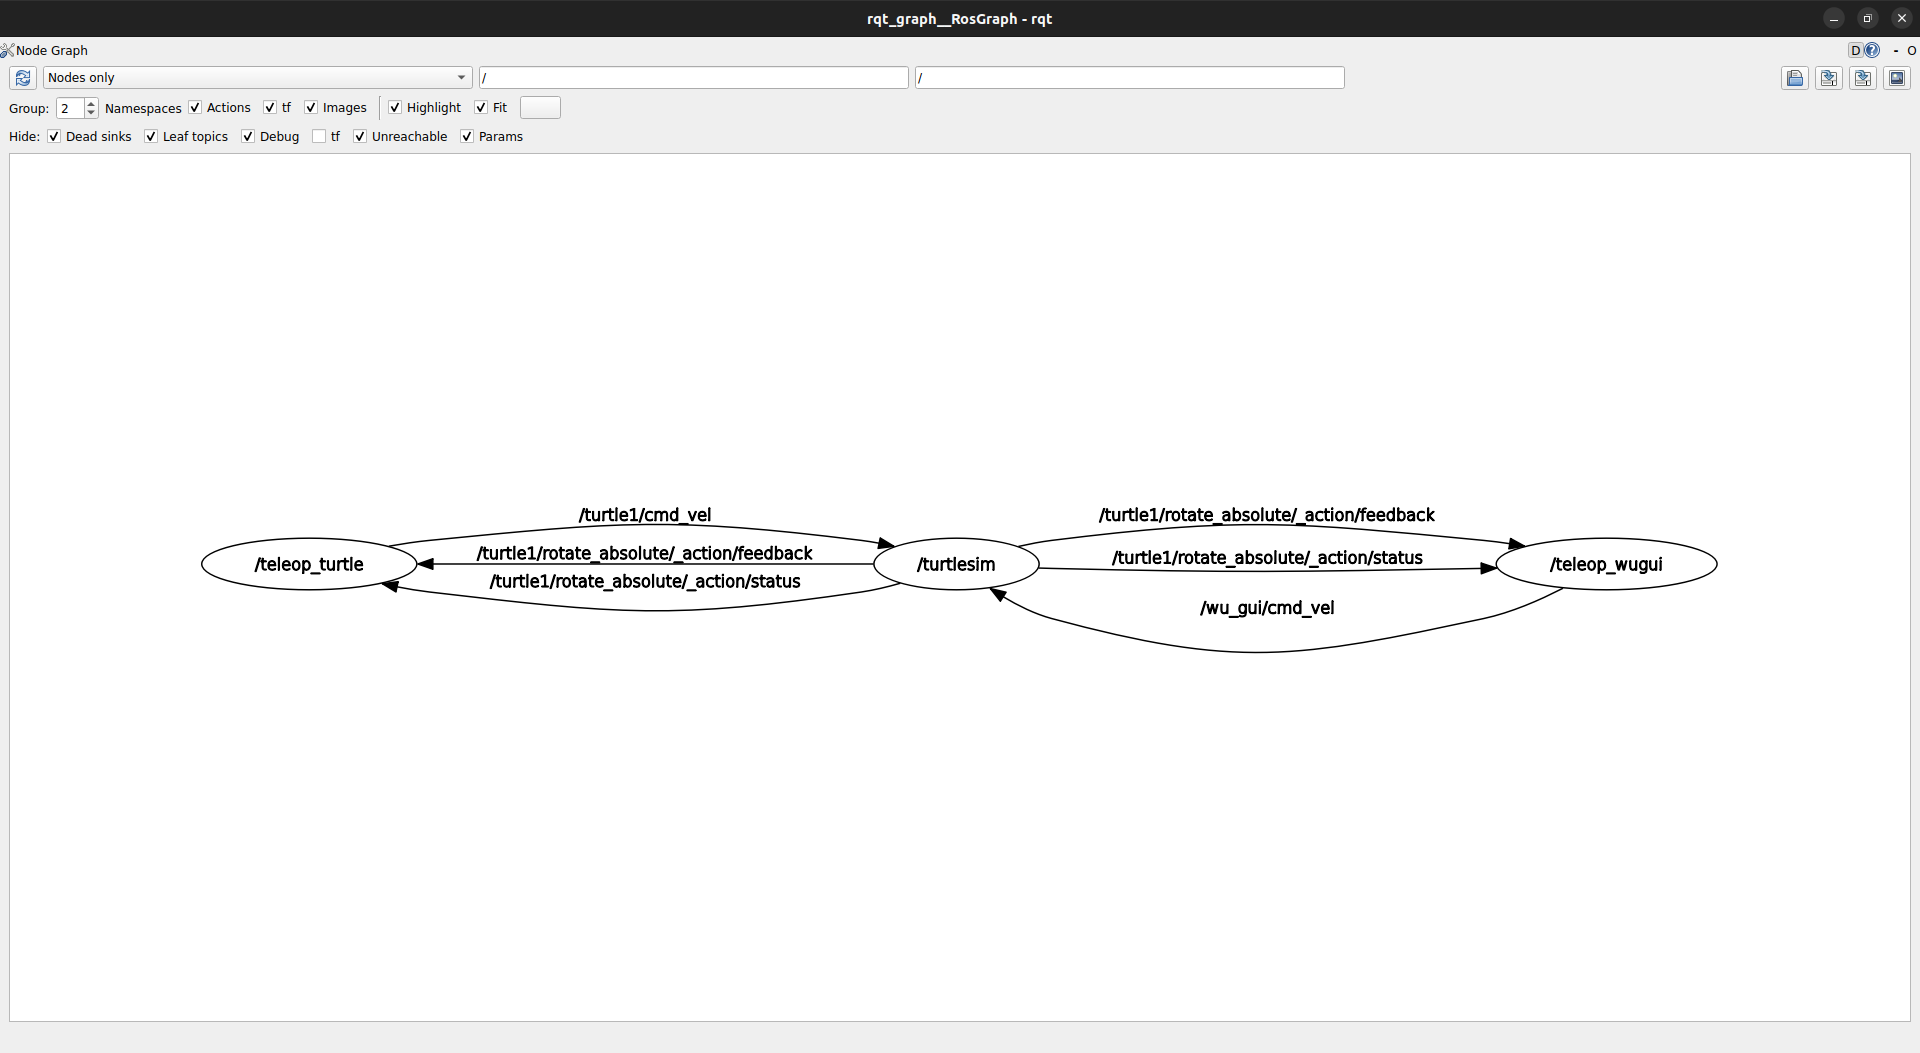 rqt_graph__RosGraph - rqt
Node Graph
D ? - O
Nodes only / /
Group: 2 Namespaces Actions tf Images Highlight Fit
Hide: Dead sinks Leaf topics Debug tf Unreachable Params
/turtle1/cmd_vel
/turtle1/rotate_absolute/_action/feedback
/turtle1/rotate_absolute/_action/feedback
/turtle1/rotate_absolute/_action/status
/teleop_turtle
/turtlesim
/teleop_wugui
/turtle1/rotate_absolute/_action/status
/wu_gui/cmd_vel